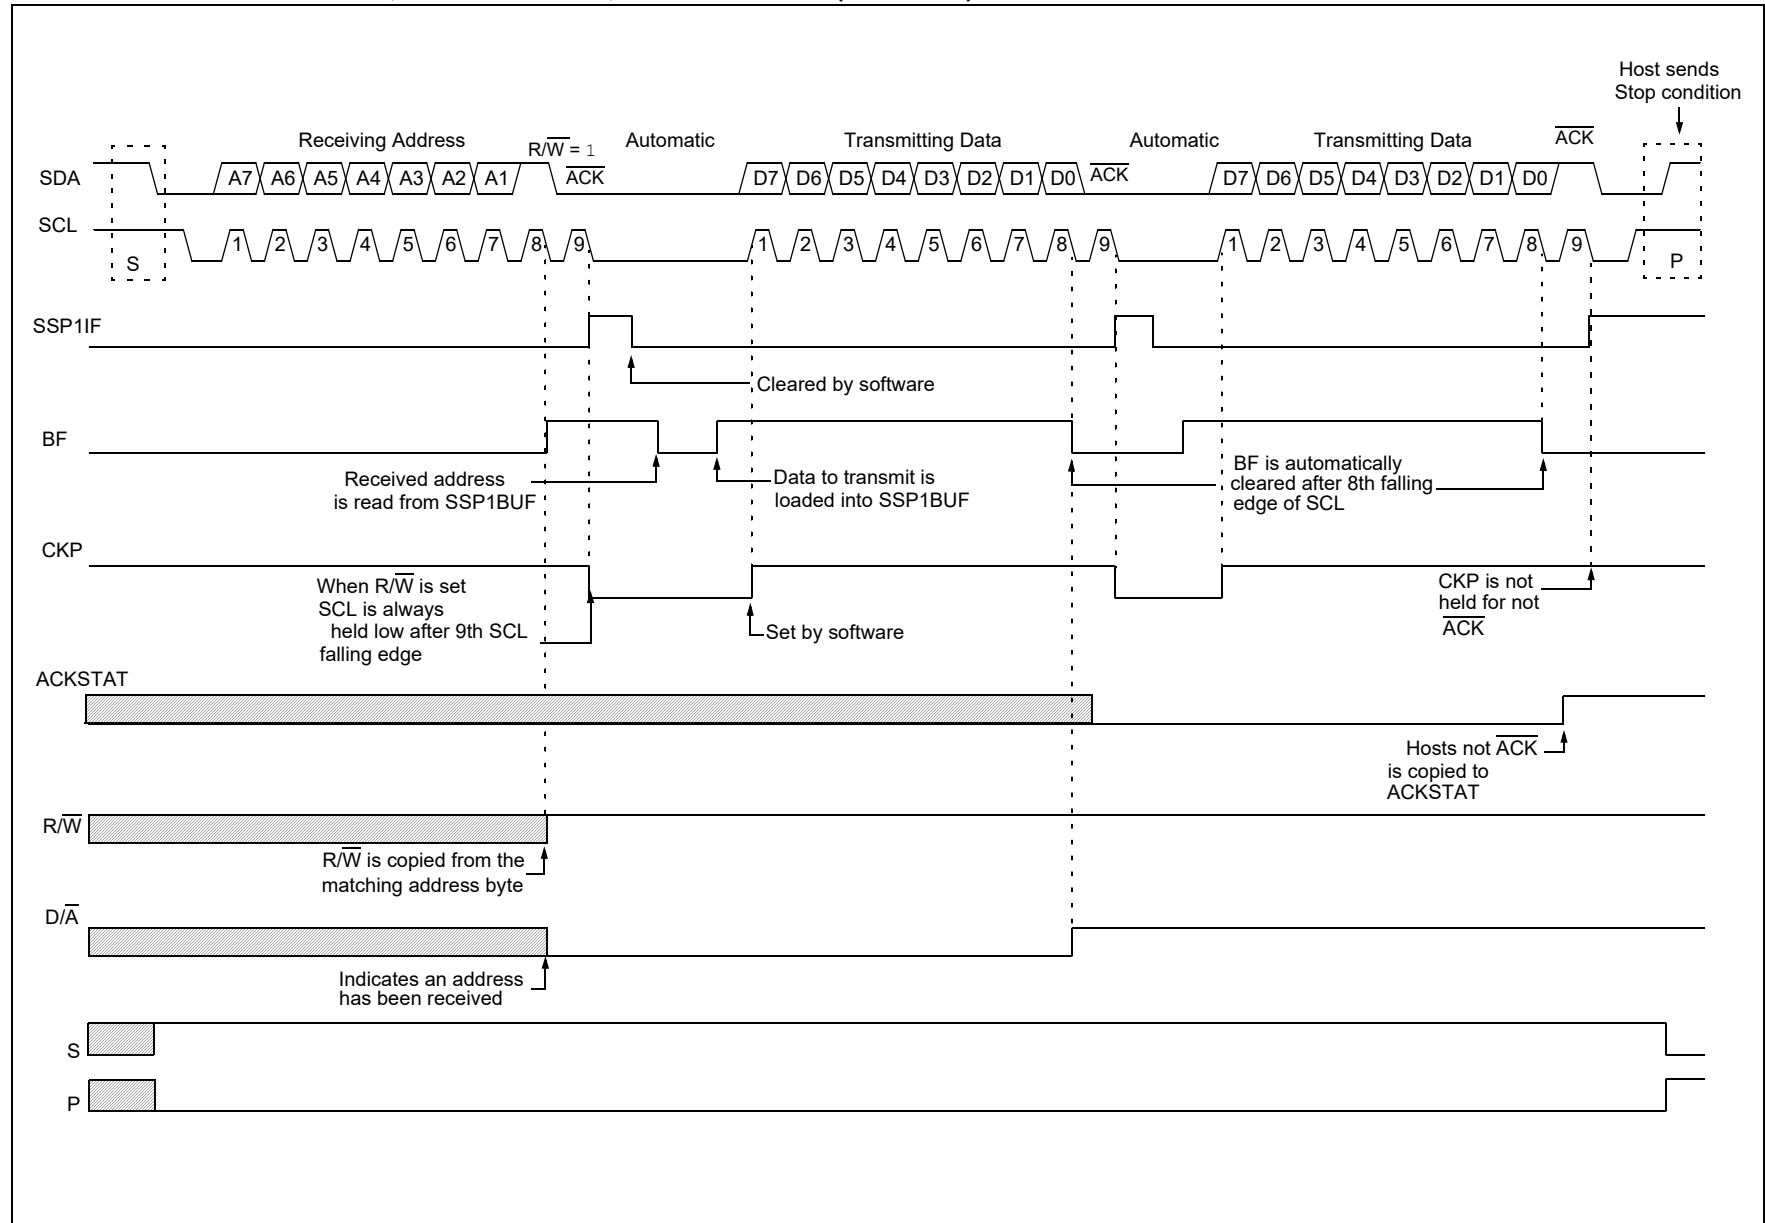 Host sends
Stop condition
Receiving Address
R/W̅ = 1
Automatic
Transmitting Data
Automatic
Transmitting Data
A̅C̅K̅
SDA
A7 A6 A5 A4 A3 A2 A1
A̅C̅K̅
D7 D6 D5 D4 D3 D2 D1 D0
A̅C̅K̅
D7 D6 D5 D4 D3 D2 D1 D0
SCL
1 2 3 4 5 6 7 8 9
1 2 3 4 5 6 7 8 9
1 2 3 4 5 6 7 8 9
S
P
SSP1IF
Cleared by software
BF
Received address
is read from SSP1BUF
Data to transmit is
loaded into SSP1BUF
BF is automatically
cleared after 8th falling
edge of SCL
CKP
When R/W̅ is set
SCL is always
held low after 9th SCL
falling edge
Set by software
CKP is not
held for not
A̅C̅K̅
ACKSTAT
Hosts not A̅C̅K̅
is copied to
ACKSTAT
R/W̅
R/W̅ is copied from the
matching address byte
D/A̅
Indicates an address
has been received
S
P